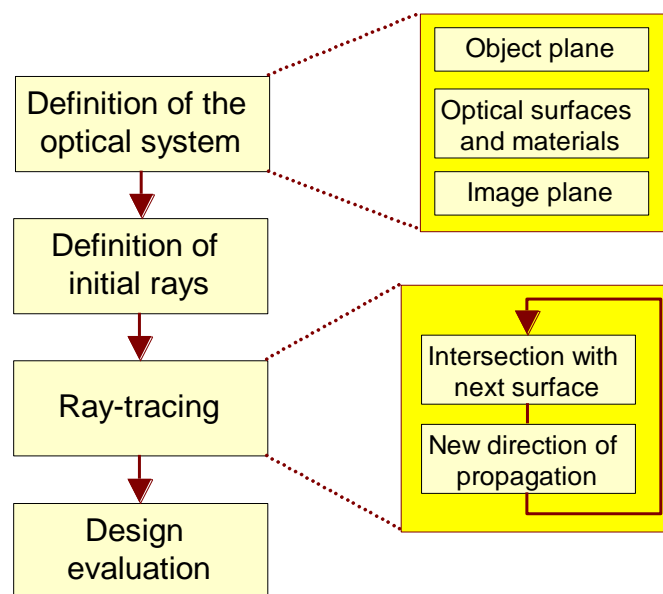 Definition of the
optical system
Definition of
initial rays
Ray-tracing
Design
evaluation
Object plane
Optical surfaces
and materials
Image plane
Intersection with
next surface
New direction of
propagation